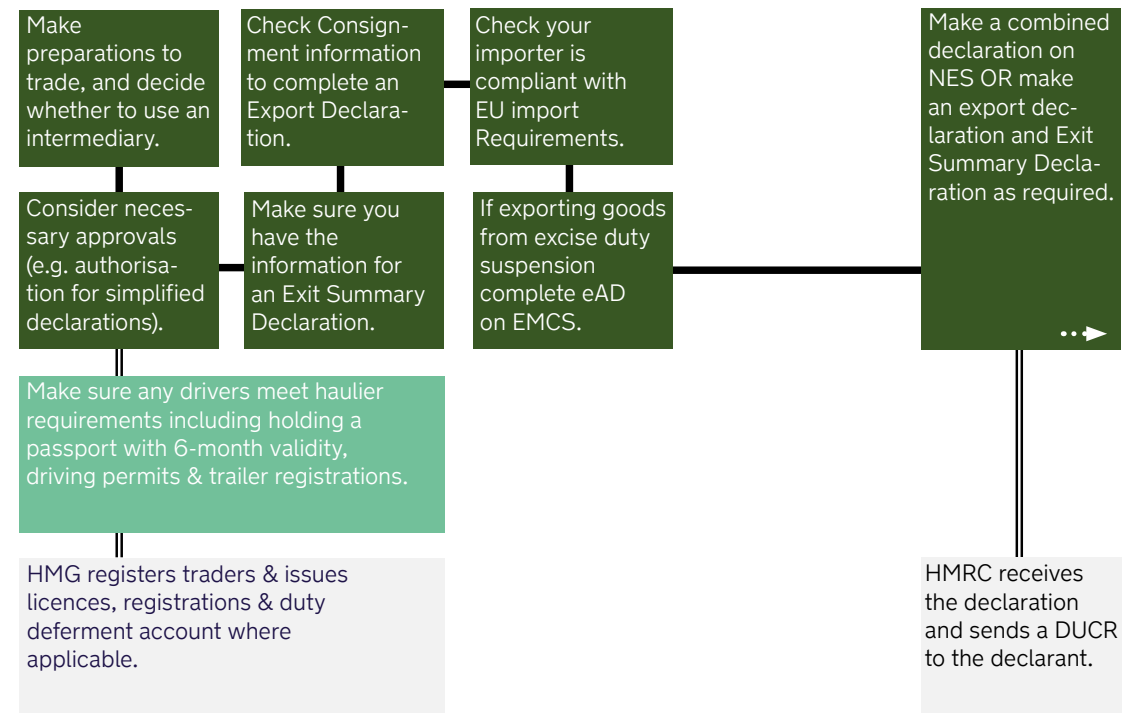 Make
preparations to
trade, and decide
whether to use an
intermediary.
Consider neces-
sary approvals
(e.g. authorisa-
tion for simplified
declarations).
Make sure you
have the
information for
an Exit Summary
Declaration.
Check Consign-
ment information
to complete an
Export Declara-
tion.
Check your
importer is
compliant with
EU import
Requirements.
If exporting goods
from excise duty
suspension
complete eAD
on EMCS.
Make a combined
declaration on
NES OR make
an export dec-
laration and Exit
Summary Decla-
ration as required.
Make sure any drivers meet haulier
requirements including holding a
passport with 6-month validity,
driving permits & trailer registrations.
HMG registers traders & issues
licences, registrations & duty
deferment account where
applicable.
HMRC receives
the declaration
and sends a DUCR
to the declarant.